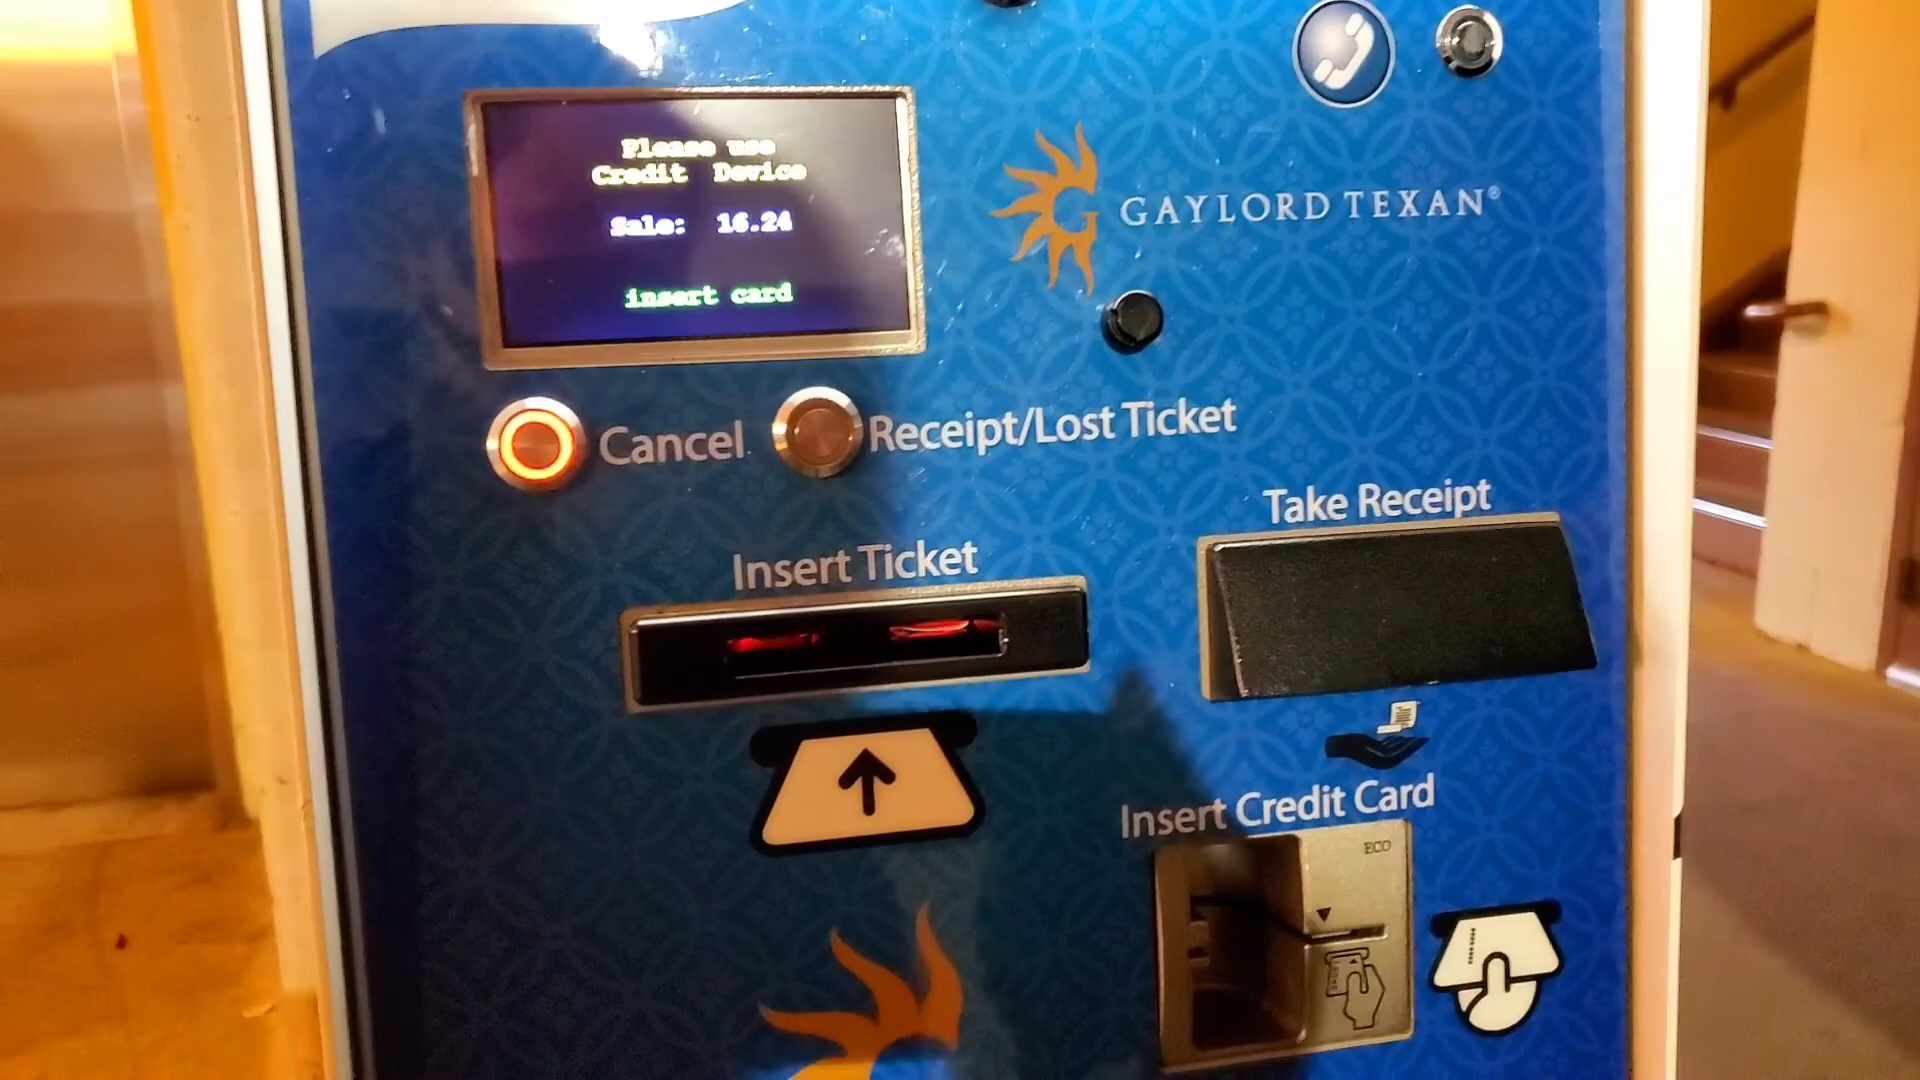 Please use
Credit Device
Sale: 16.24
insert card
GAYLORD TEXAN®
Cancel
Receipt/Lost Ticket
Take Receipt
Insert Ticket
Insert Credit Card
ECO